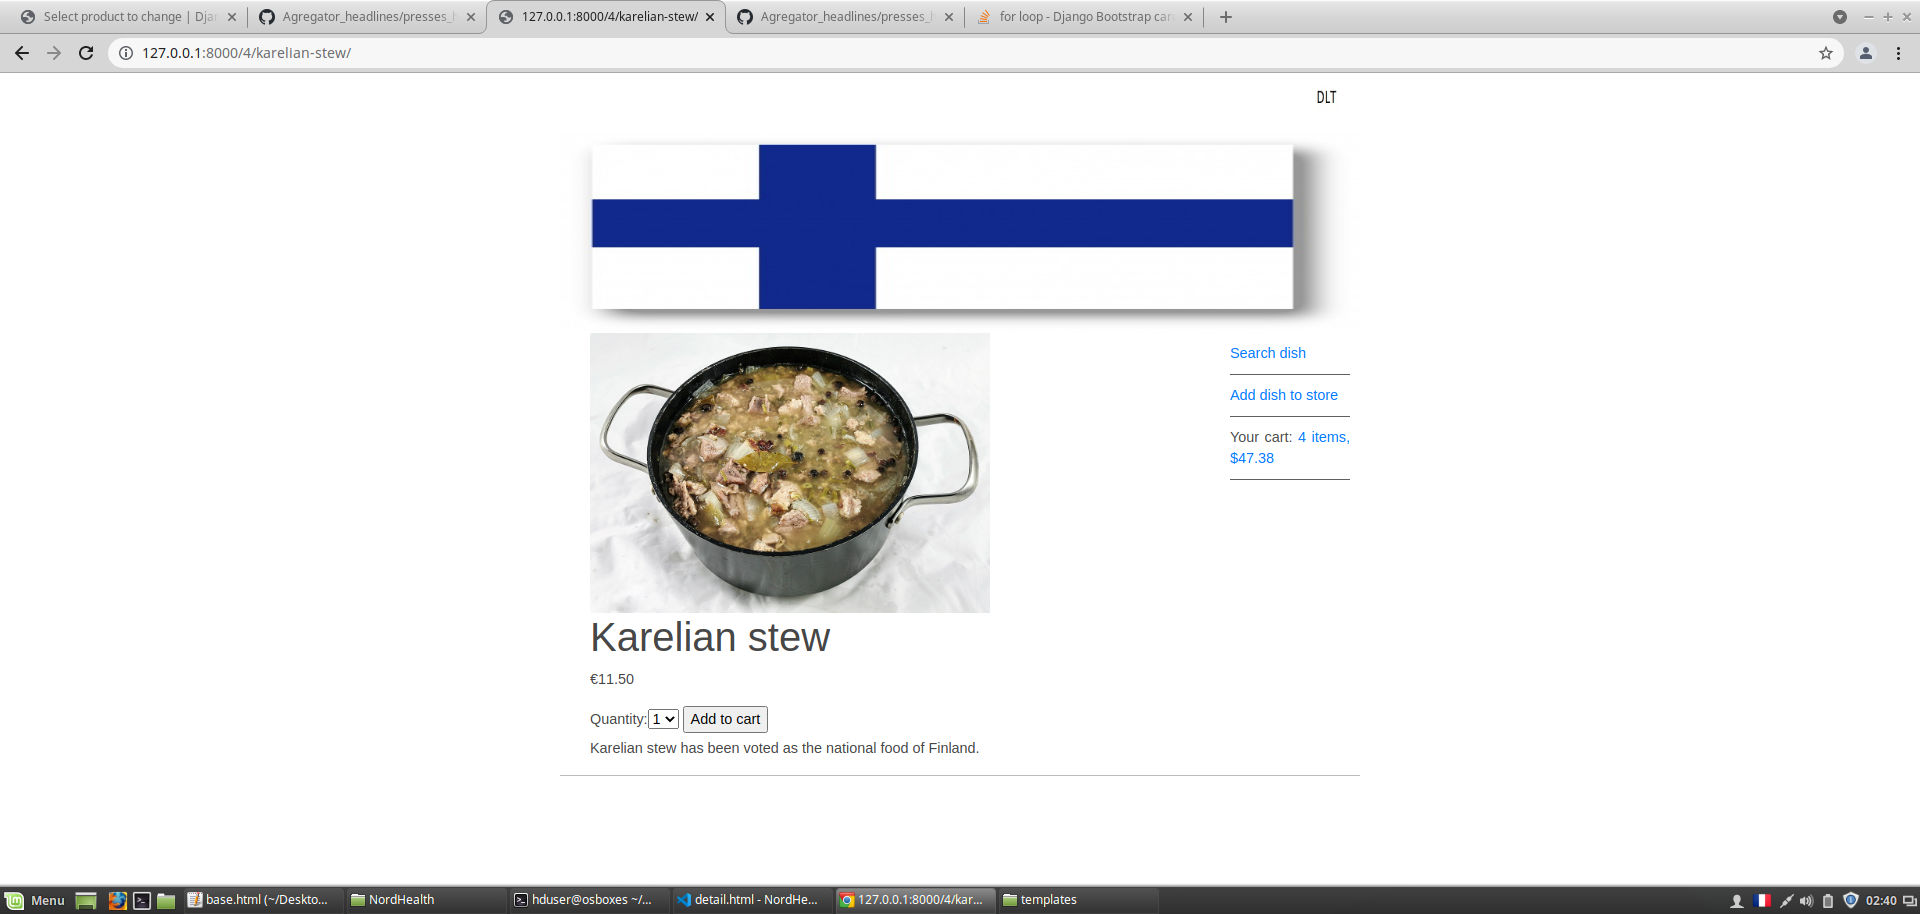 Select product to change | Djan
Agregator_headlines/presses_h
127.0.0.1:8000/4/karelian-stew/
Agregator_headlines/presses_h
for loop - Django Bootstrap car
127.0.0.1:8000/4/karelian-stew/
DLT
Search dish
Add dish to store
Your cart: 4 items,
$47.38
Karelian stew
€11.50
Quantity: 1 Add to cart
Karelian stew has been voted as the national food of Finland.
Menu
base.html (~/Deskto...
NordHealth
hduser@osboxes ~/...
detail.html - NordHe...
127.0.0.1:8000/4/kar...
templates
02:40